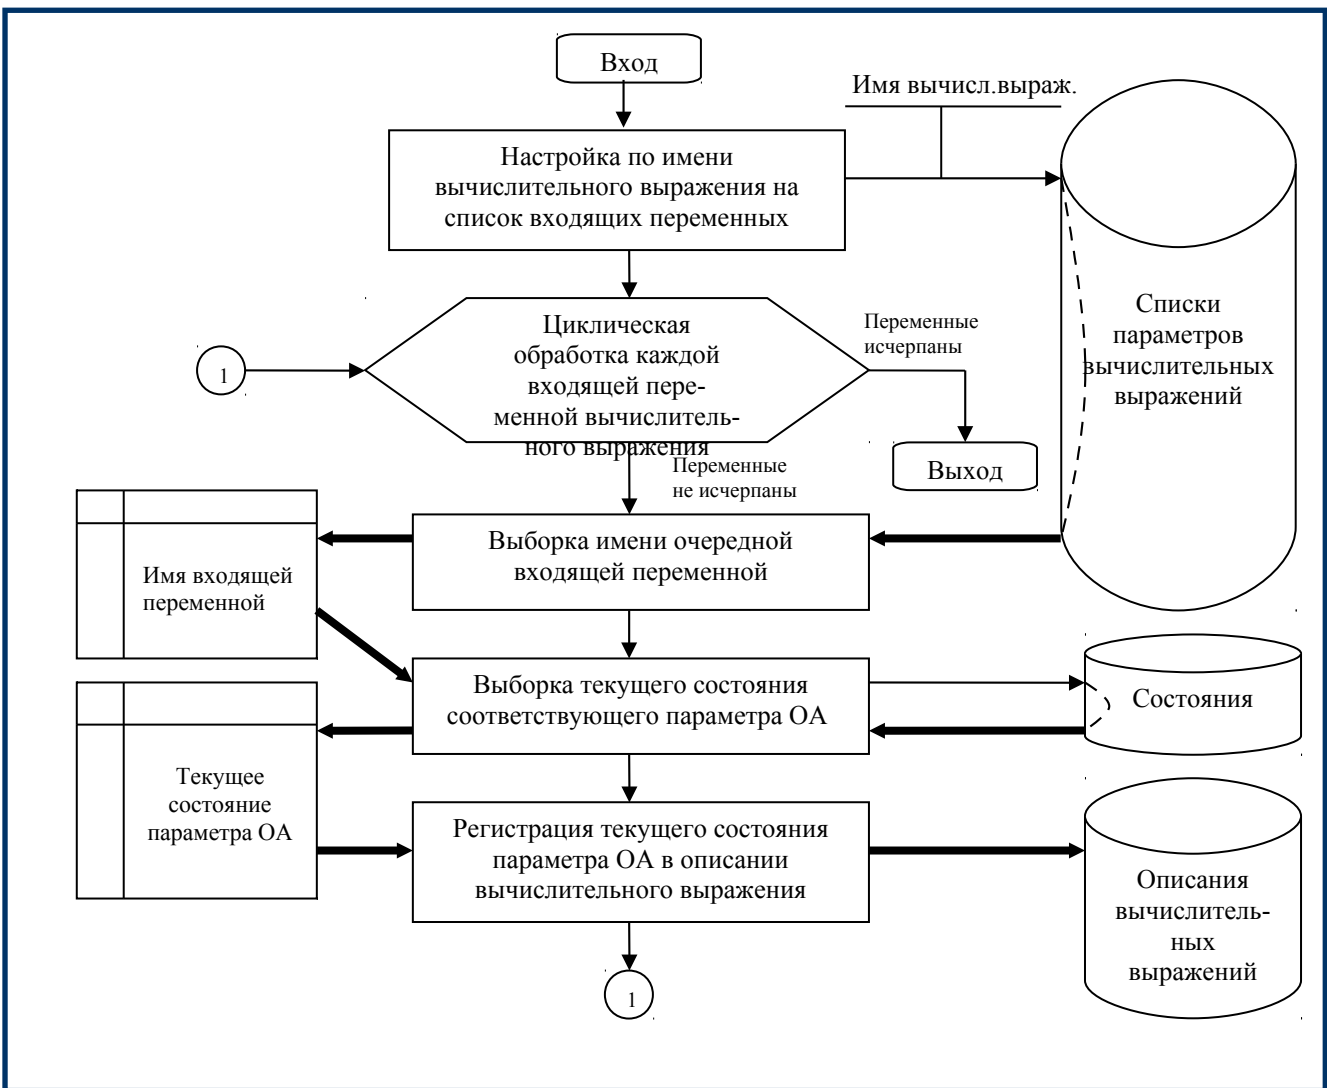 Вход
Имя вычисл.выраж.
Настройка по имени
вычислительного выражения на
список входящих переменных
Циклическая
обработка каждой
входящей пере-
менной вычислитель-
ного выражения
Переменные
исчерпаны
1
Списки
параметров
вычислительных
выражений
Выход
Переменные
не исчерпаны
Выборка имени очередной
входящей переменной
Имя входящей
переменной
Выборка текущего состояния
соответствующего параметра ОА
Состояния
Текущее
состояние
параметра ОА
Регистрация текущего состояния
параметра ОА в описании
вычислительного выражения
Описания
вычислитель-
ных
выражений
1